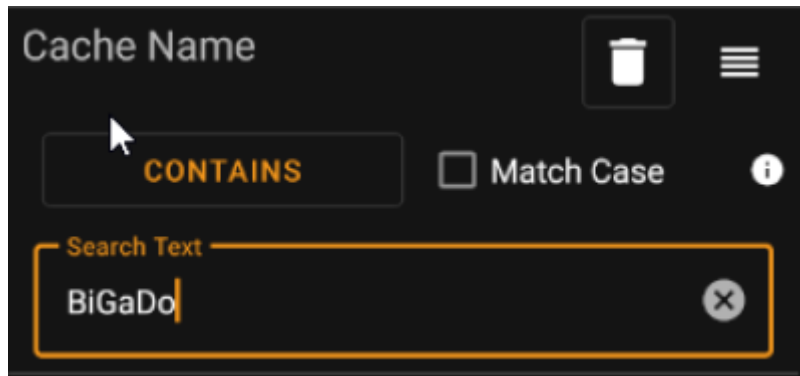 Cache Name
CONTAINS
Match Case
Search Text
BiGaDo